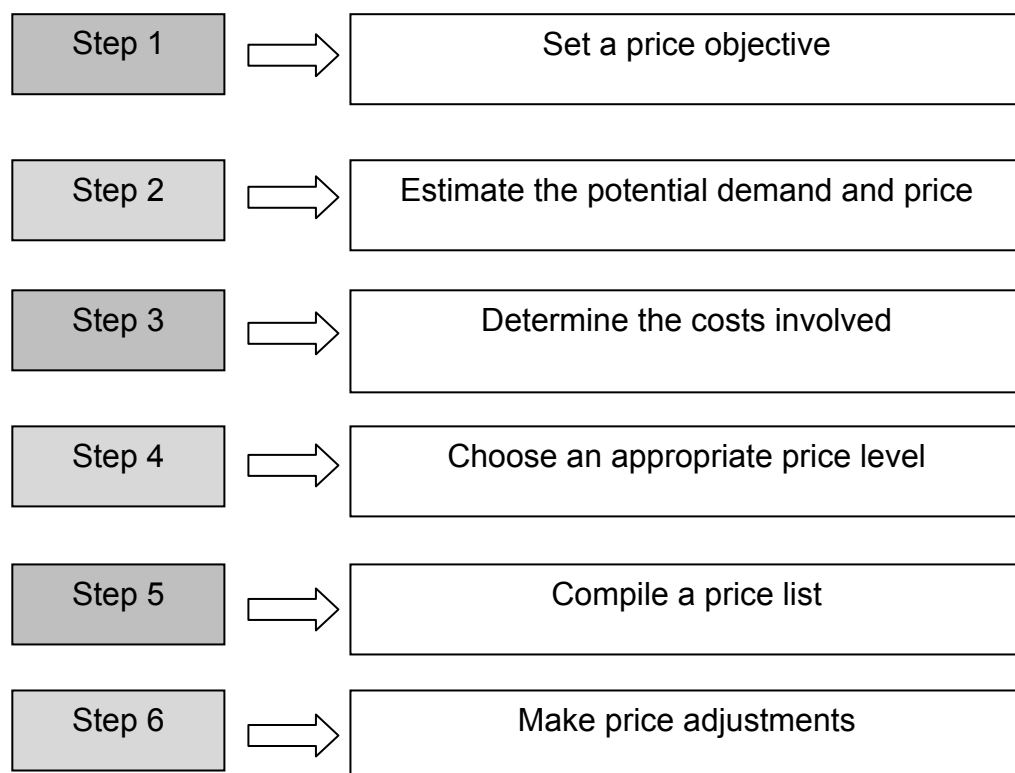 Step 1
Set a price objective
Step 2
Estimate the potential demand and price
Step 3
Determine the costs involved
Step 4
Choose an appropriate price level
Step 5
Compile a price list
Step 6
Make price adjustments